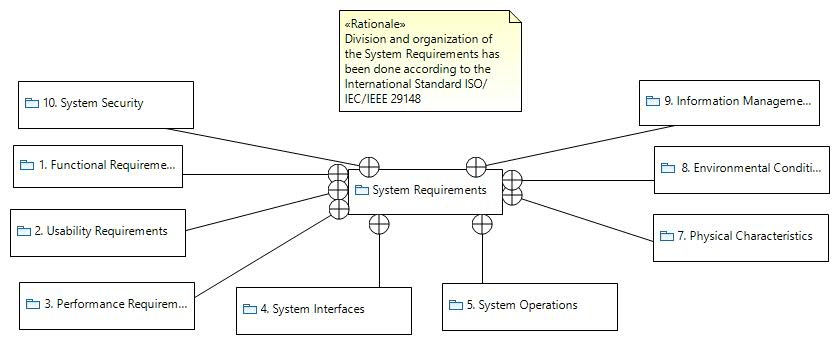 «Rationale»
Division and organization of
the System Requirements has
been done according to the
International Standard ISO/
IEC/IEEE 29148
10. System Security
9. Information Manageme...
1. Functional Requireme...
8. Environmental Conditi...
System Requirements
2. Usability Requirements
7. Physical Characteristics
3. Performance Requirem...
4. System Interfaces
5. System Operations